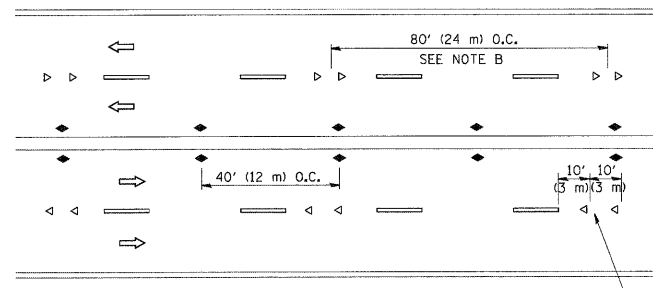 80' (24 m) O.C.
SEE NOTE B
40' (12 m) O.C.
10' 10'
(3 m) (3 m)